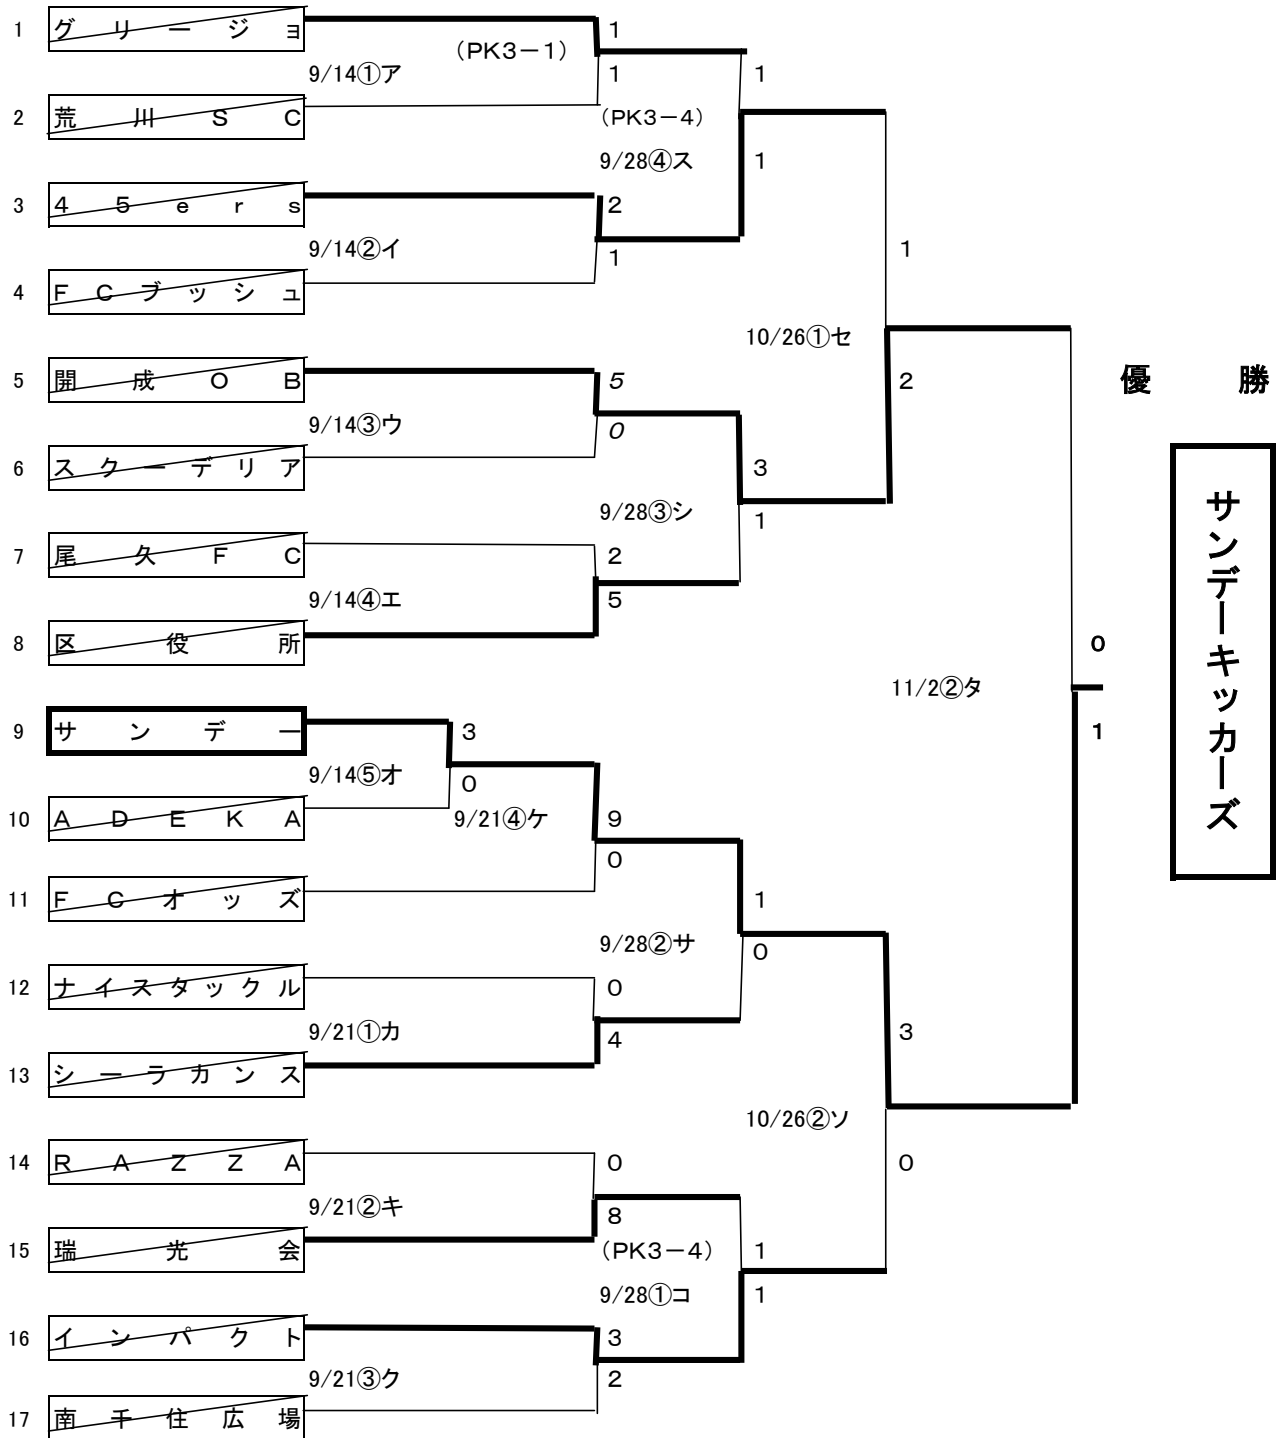 1 グリージョ 1
(PK3−1)
9/14①ア 1 1
2 荒川SC (PK3−4)
9/28④ス 1
3 45ers 2
9/14②イ 1 1
4 FCブッシュ
10/26①セ
5 開成OB 5 2 優勝
9/14③ウ 0
6 スクーデリア 3
9/28③シ 1
7 尾久FC 2
9/14④エ 5
8 区役所 0
11/2②タ
9 サンデー 3 1
9/14⑤オ 0
10 ADEKA 9/21④ケ 9
0
11 FCオッズ 1
9/28②サ 0
12 ナイスタックル 0
9/21①カ 4 3
13 シーラカンス
10/26②ソ
14 RAZZA 0 0
9/21②キ 8
15 瑞光会 (PK3−4) 1
9/28①コ 1
16 インパクト 3
9/21③ク 2
17 南千住広場
サンデーキッカーズ